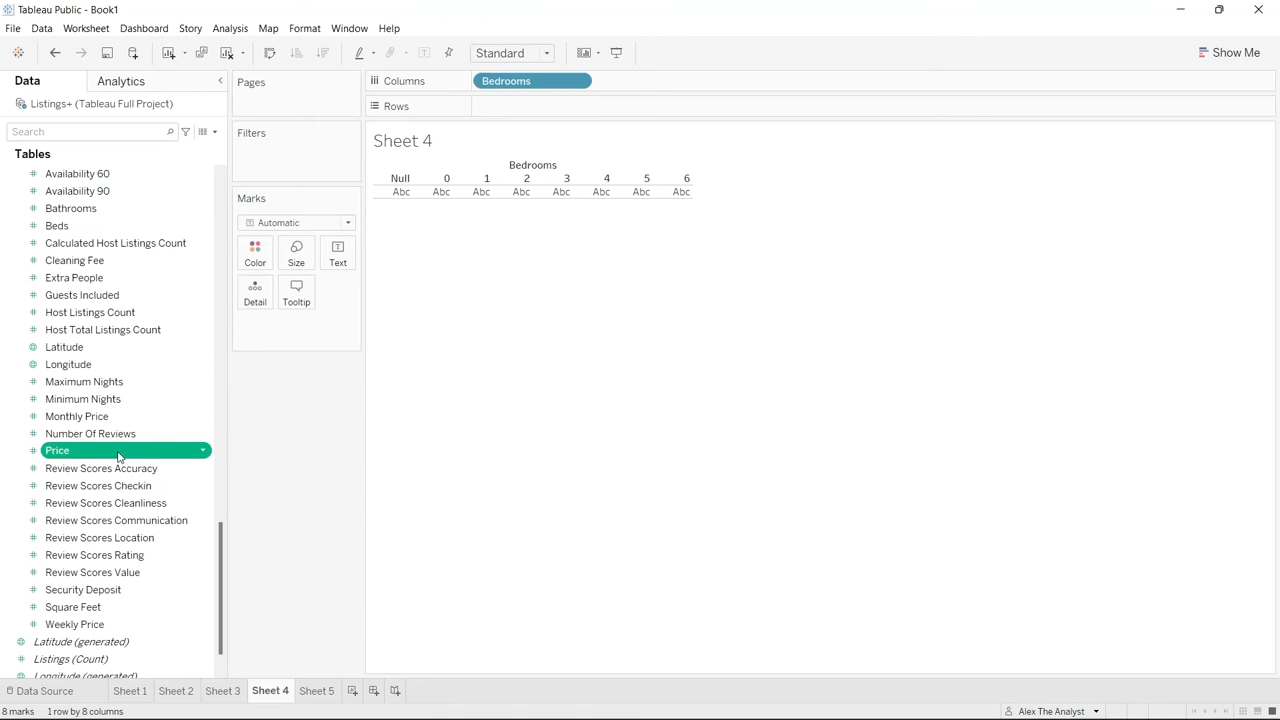 Tableau Public - Book1
File Data Worksheet Dashboard Story Analysis Map Format Window Help
Standard
Show Me
Data Analytics
Pages
Columns Bedrooms
Listings+ (Tableau Full Project)
Rows
Search
Filters
Tables
Sheet 4
Availability 60
Availability 90
Bathrooms
Beds
Calculated Host Listings Count
Cleaning Fee
Extra People
Guests Included
Host Listings Count
Host Total Listings Count
Latitude
Longitude
Maximum Nights
Minimum Nights
Monthly Price
Number Of Reviews
Price
Review Scores Accuracy
Review Scores Checkin
Review Scores Cleanliness
Review Scores Communication
Review Scores Location
Review Scores Rating
Review Scores Value
Security Deposit
Square Feet
Weekly Price
Latitude (generated)
Listings (Count)
Longitude (generated)
Marks
Automatic
Color Size Text
Detail Tooltip
Bedrooms
Null 0 1 2 3 4 5 6
Abc Abc Abc Abc Abc Abc Abc Abc
Data Source Sheet 1 Sheet 2 Sheet 3 Sheet 4 Sheet 5
8 marks 1 row by 8 columns
Alex The Analyst